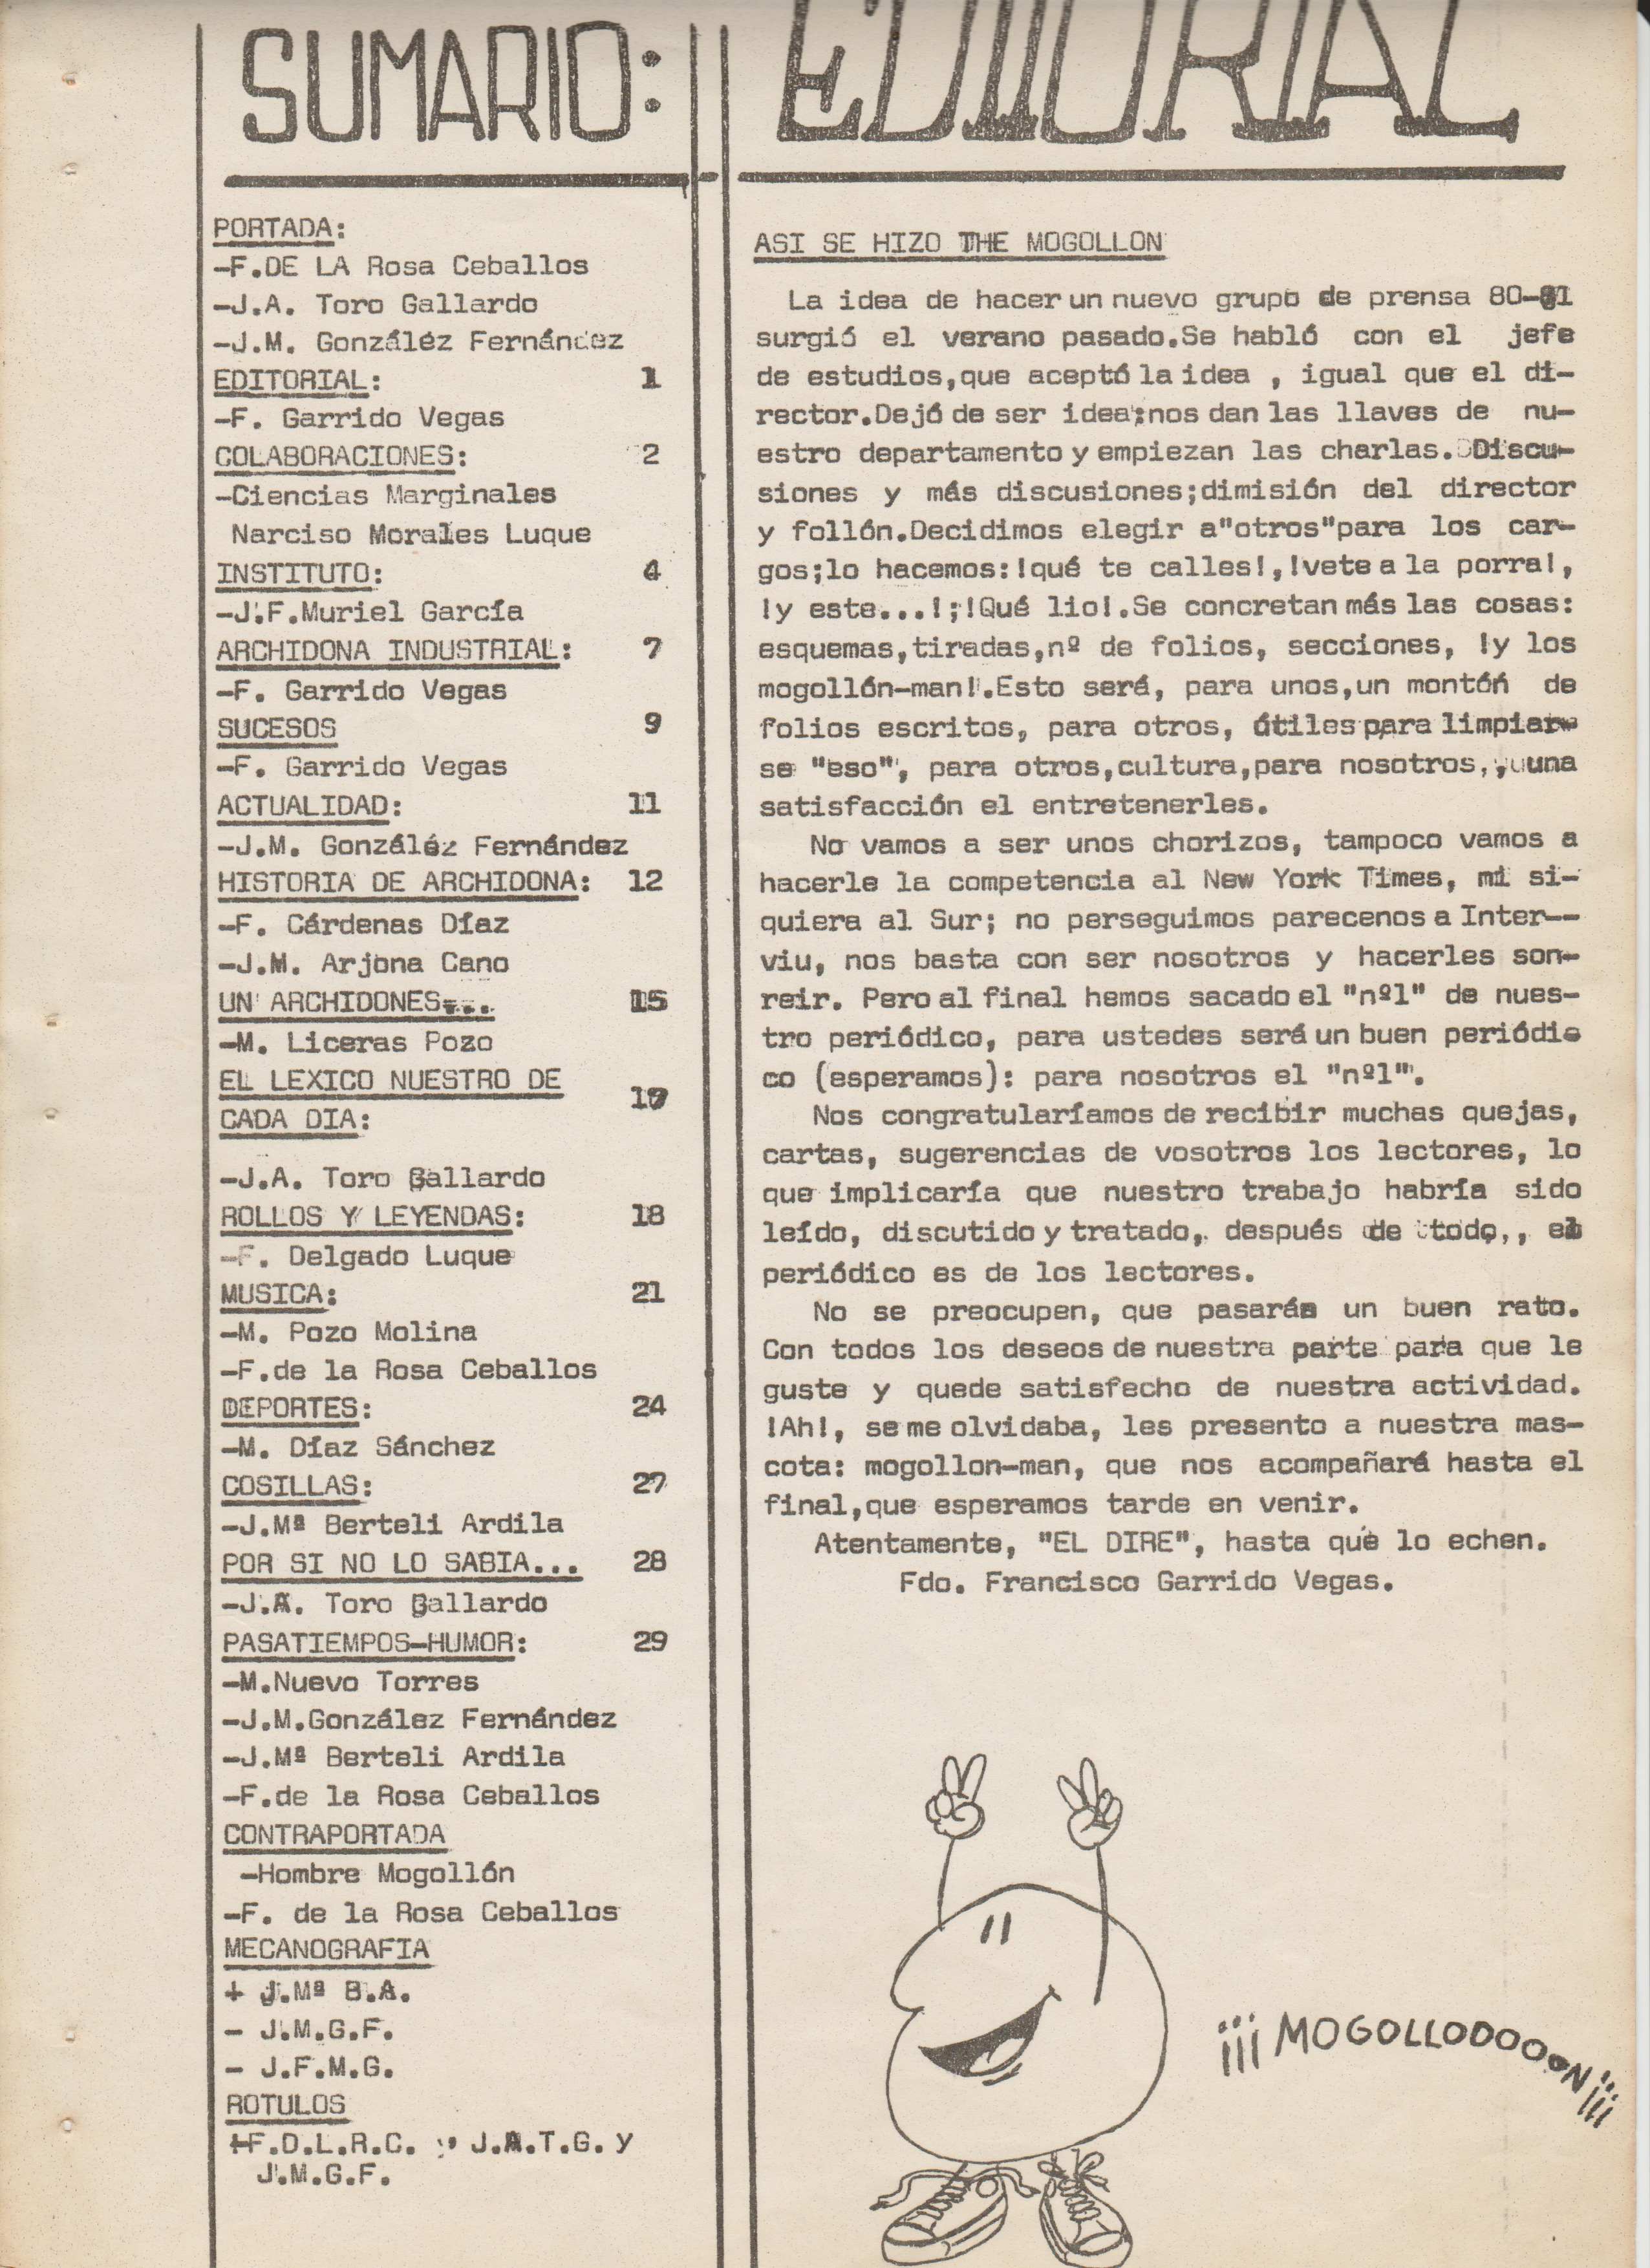 SUMARIO:
PORTADA:
-F.DE LA Rosa Ceballos
-J.A. Toro Gallardo
-J.M. Gonzáléz Fernández
EDITORIAL: 1
-F. Garrido Vegas
COLABORACIONES: 2
-Ciencias Marginales
Narciso Morales Luque
INSTITUTO: 4
-J.F.Muriel García
ARCHIDONA INDUSTRIAL: 7
-F. Garrido Vegas
SUCESOS 9
-F. Garrido Vegas
ACTUALIDAD: 11
-J.M. Gonzáléz Fernández
HISTORIA DE ARCHIDONA: 12
-F. Cárdenas Díaz
-J.M. Arjona Cano
UN ARCHIDONES... 15
-M. Liceras Pozo
EL LEXICO NUESTRO DE
CADA DIA: 17
-J.A. Toro Gallardo
ROLLOS Y LEYENDAS: 18
-F. Delgado Luque
MUSICA: 21
-M. Pozo Molina
-F.de la Rosa Ceballos
DEPORTES: 24
-M. Díaz Sánchez
COSILLAS: 27
-J.Mª Berteli Ardila
POR SI NO LO SABIA... 28
-J.A. Toro Gallardo
PASATIEMPOS-HUMOR: 29
-M.Nuevo Torres
-J.M.González Fernández
-J.Mª Berteli Ardila
-F.de la Rosa Ceballos
CONTRAPORTADA
-Hombre Mogollón
-F. de la Rosa Ceballos
MECANOGRAFIA
+ J.Mª B.A.
- J.M.G.F.
- J.F.M.G.
ROTULOS
+F.D.L.R.C. , J.A.T.G. y
J.M.G.F.
EDITORIAL
ASI SE HIZO THE MOGOLLON
La idea de hacer un nuevo grupo de prensa 80-81
surgió el verano pasado.Se habló con el jefe
de estudios,que aceptó la idea , igual que el di-
rector.Dejó de ser idea;nos dan las llaves de nu-
estro departamento y empiezan las charlas. Discu-
siones y más discusiones;dimisión del director
y follón.Decidimos elegir a"otros"para los car-
gos;lo hacemos:!qué te calles!,!vete a la porra!,
!y este...!;!Qué lio!.Se concretan más las cosas:
esquemas,tiradas,nº de folios, secciones, !y los
mogollón-man!.Esto será, para unos,un montóń de
folios escritos, para otros, útiles para limpiar-
se "eso", para otros,cultura,para nosotros, una
satisfacción el entretenerles.
No vamos a ser unos chorizos, tampoco vamos a
hacerle la competencia al New York Times, mi si-
quiera al Sur; no perseguimos parecenos a Inter--
viu, nos basta con ser nosotros y hacerles son-
reir. Pero al final hemos sacado el "nº1" de nues-
tro periódico, para ustedes será un buen periódi-
co (esperamos): para nosotros el "nº1".
Nos congratularíamos de recibir muchas quejas,
cartas, sugerencias de vosotros los lectores, lo
que implicaría que nuestro trabajo habría sido
leído, discutido y tratado, después de todo,, el
periódico es de los lectores.
No se preocupen, que pasarán un buen rato.
Con todos los deseos de nuestra parte para que le
guste y quede satisfecho de nuestra actividad.
!Ah!, se me olvidaba, les presento a nuestra mas-
cota: mogollon-man, que nos acompañará hasta el
final,que esperamos tarde en venir.
Atentamente, "EL DIRE", hasta qué lo echen.
Fdo. Francisco Garrido Vegas.
¡¡¡MOGOLLOOOOON¡¡¡